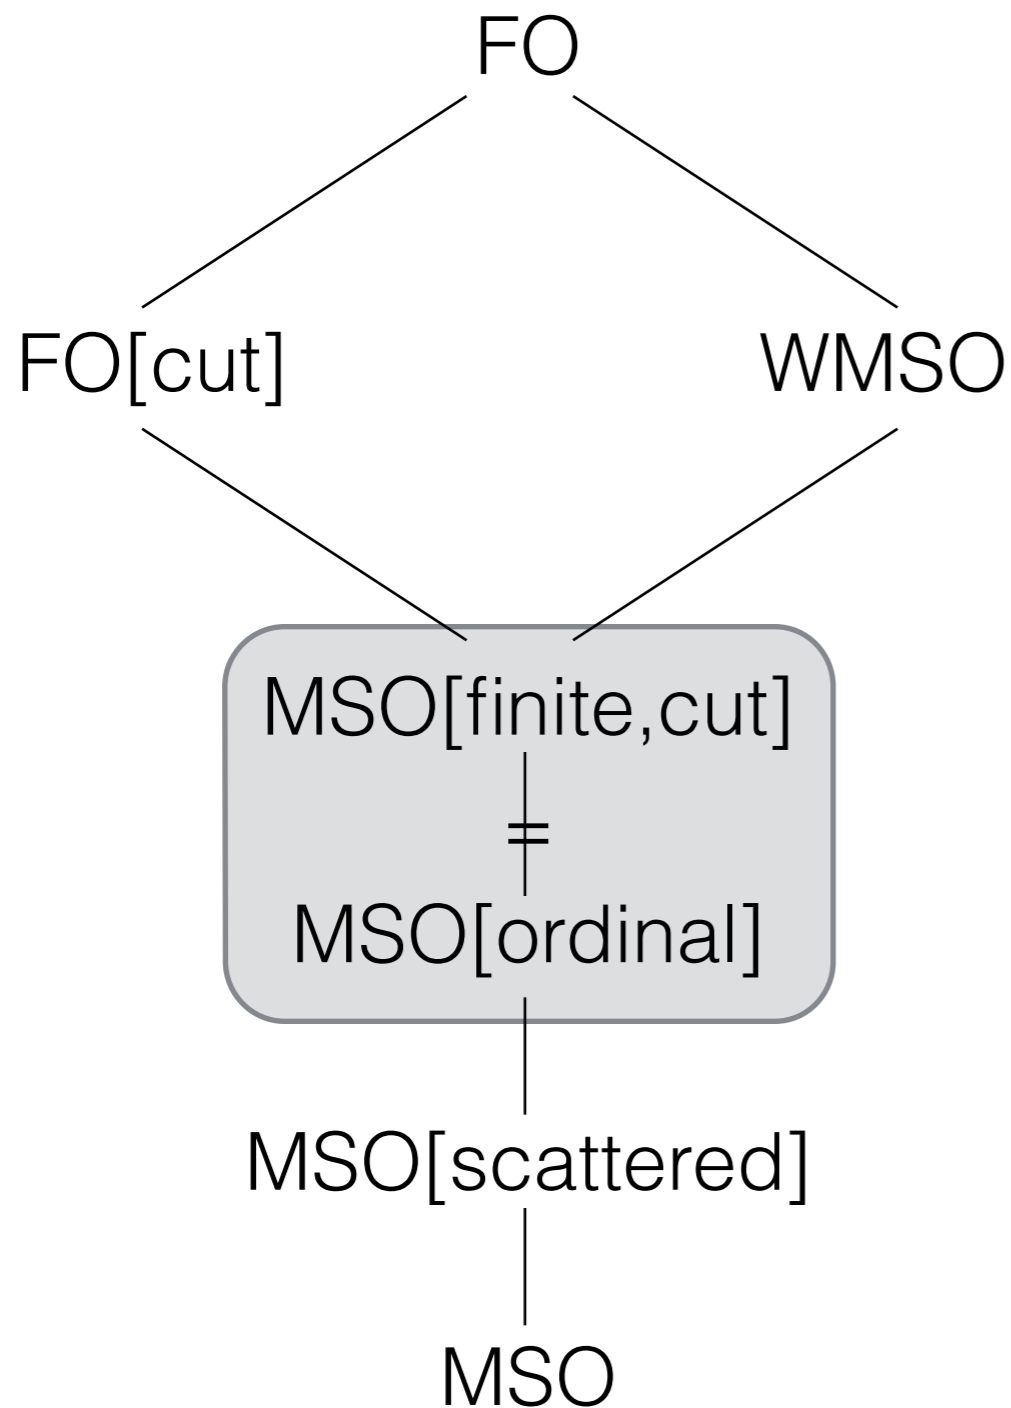 FO
FO[cut] WMSO
MSO[finite,cut]
=
MSO[ordinal]
MSO[scattered]
MSO